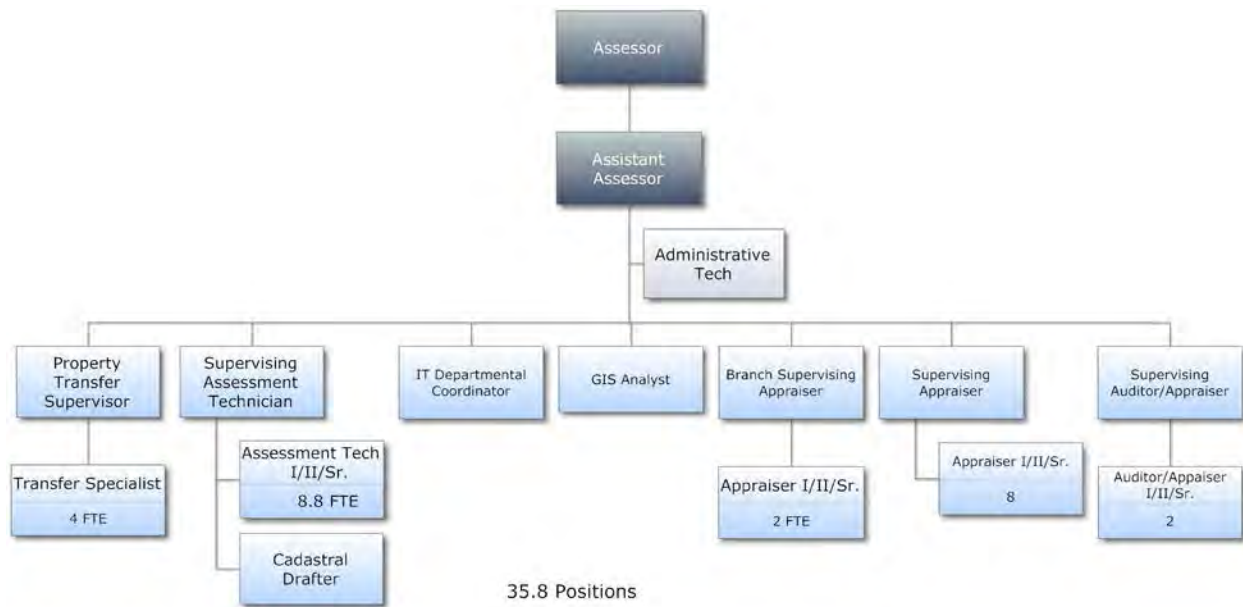 Assessor
Assistant
Assessor
Administrative
Tech
Property
Transfer
Supervisor
Supervising
Assessment
Technician
IT Departmental
Coordinator
GIS Analyst
Branch Supervising
Appraiser
Supervising
Appraiser
Supervising
Auditor/Appraiser
Transfer Specialist
4 FTE
Assessment Tech
I/II/Sr.
8.8 FTE
Cadastral
Drafter
Appraiser I/II/Sr.
2 FTE
Appraiser I/II/Sr.
8
Auditor/Appaiser
I/II/Sr.
2
35.8 Positions